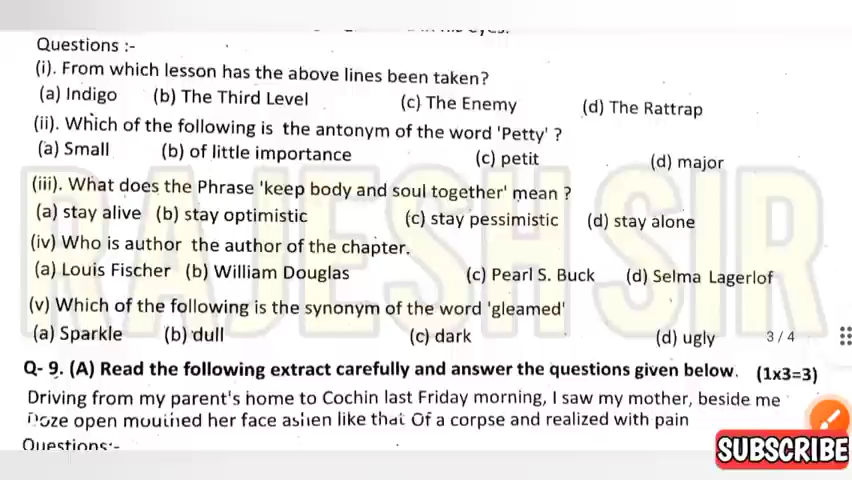 Questions :-
(i). From which lesson has the above lines been taken?
(a) Indigo (b) The Third Level (c) The Enemy (d) The Rattrap
(ii). Which of the following is the antonym of the word 'Petty' ?
(a) Small (b) of little importance (c) petit (d) major
(iii). What does the Phrase 'keep body and soul together' mean ?
(a) stay alive (b) stay optimistic (c) stay pessimistic (d) stay alone
(iv) Who is author the author of the chapter.
(a) Louis Fischer (b) William Douglas (c) Pearl S. Buck (d) Selma Lagerlof
(v) Which of the following is the synonym of the word 'gleamed'
(a) Sparkle (b) dull (c) dark (d) ugly 3 / 4
Q- 9. (A) Read the following extract carefully and answer the questions given below. (1x3=3)
Driving from my parent's home to Cochin last Friday morning, I saw my mother, beside me
Doze open mouthed her face ashen like that Of a corpse and realized with pain
Questions:-
RAJESH SIR
SUBSCRIBE